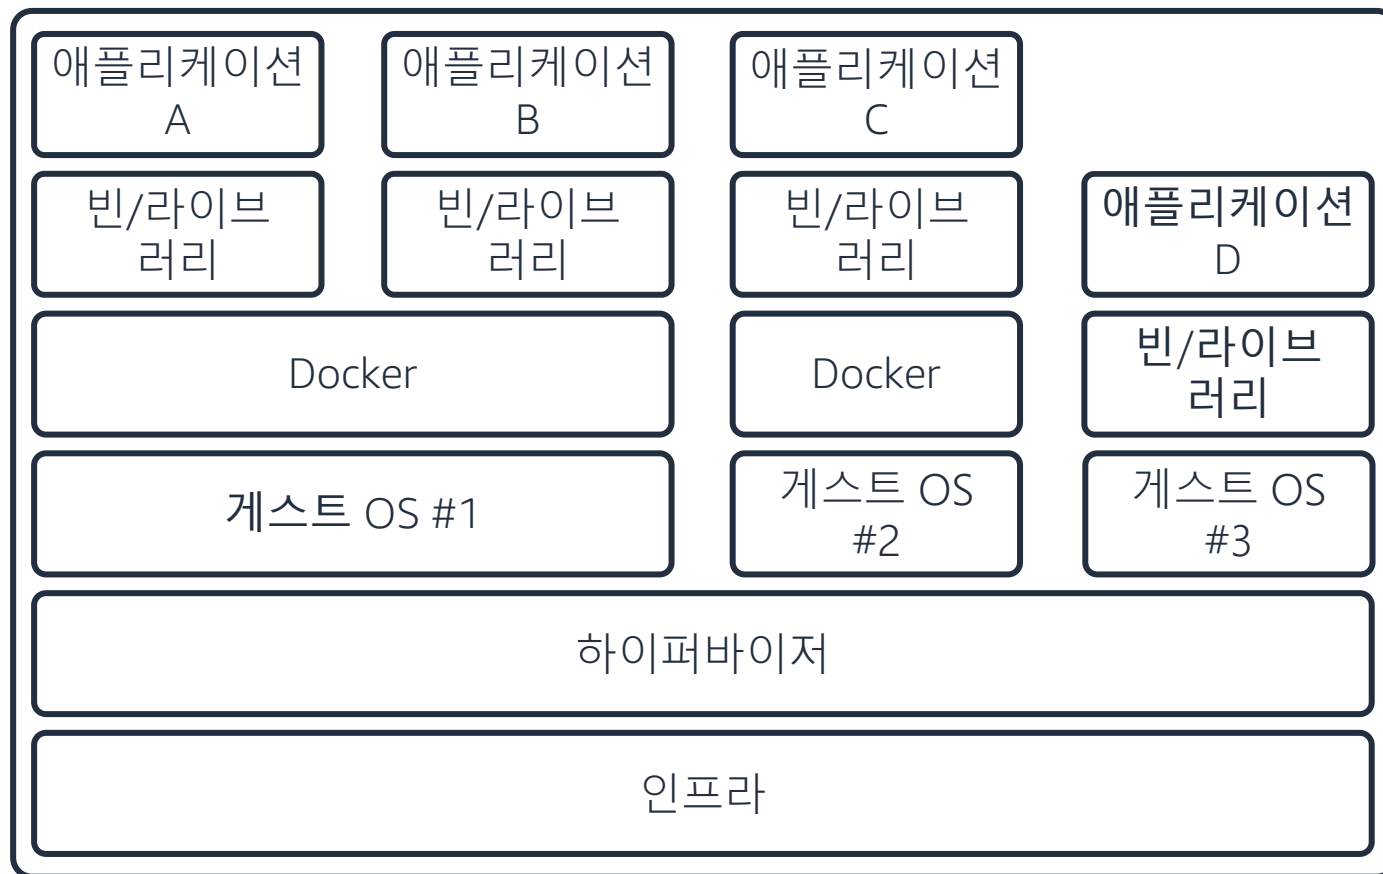 애플리케이션
A
애플리케이션
B
애플리케이션
C
빈/라이브
러리
빈/라이브
러리
빈/라이브
러리
애플리케이션
D
Docker
Docker
빈/라이브
러리
게스트 OS #1
게스트 OS
#2
게스트 OS
#3
하이퍼바이저
인프라